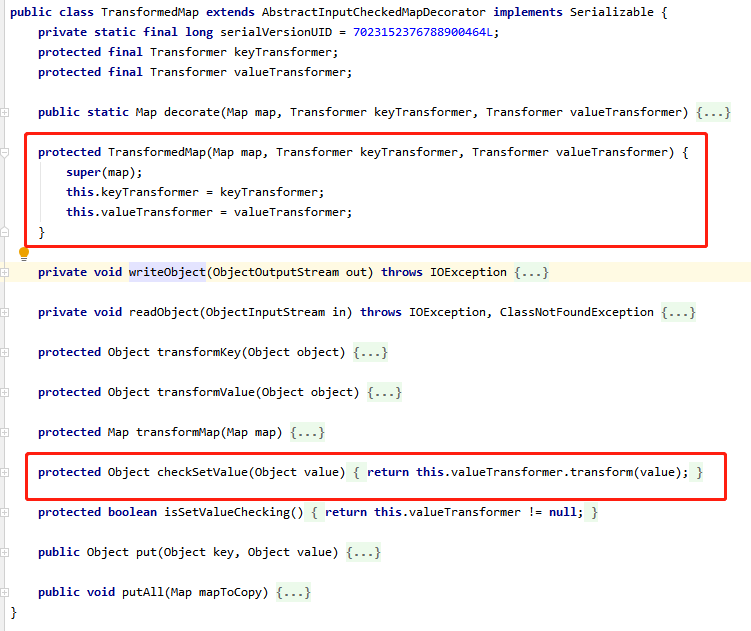 public class TransformedMap extends AbstractInputCheckedMapDecorator implements Serializable {
private static final long serialVersionUID = 7023152376788900464L;
protected final Transformer keyTransformer;
protected final Transformer valueTransformer;
public static Map decorate(Map map, Transformer keyTransformer, Transformer valueTransformer) {...}
protected TransformedMap(Map map, Transformer keyTransformer, Transformer valueTransformer) {
super(map);
this.keyTransformer = keyTransformer;
this.valueTransformer = valueTransformer;
}
private void writeObject(ObjectOutputStream out) throws IOException {...}
private void readObject(ObjectInputStream in) throws IOException, ClassNotFoundException {...}
protected Object transformKey(Object object) {...}
protected Object transformValue(Object object) {...}
protected Map transformMap(Map map) {...}
protected Object checkSetValue(Object value) { return this.valueTransformer.transform(value); }
protected boolean isSetValueChecking() { return this.valueTransformer != null; }
public Object put(Object key, Object value) {...}
public void putAll(Map mapToCopy) {...}
}